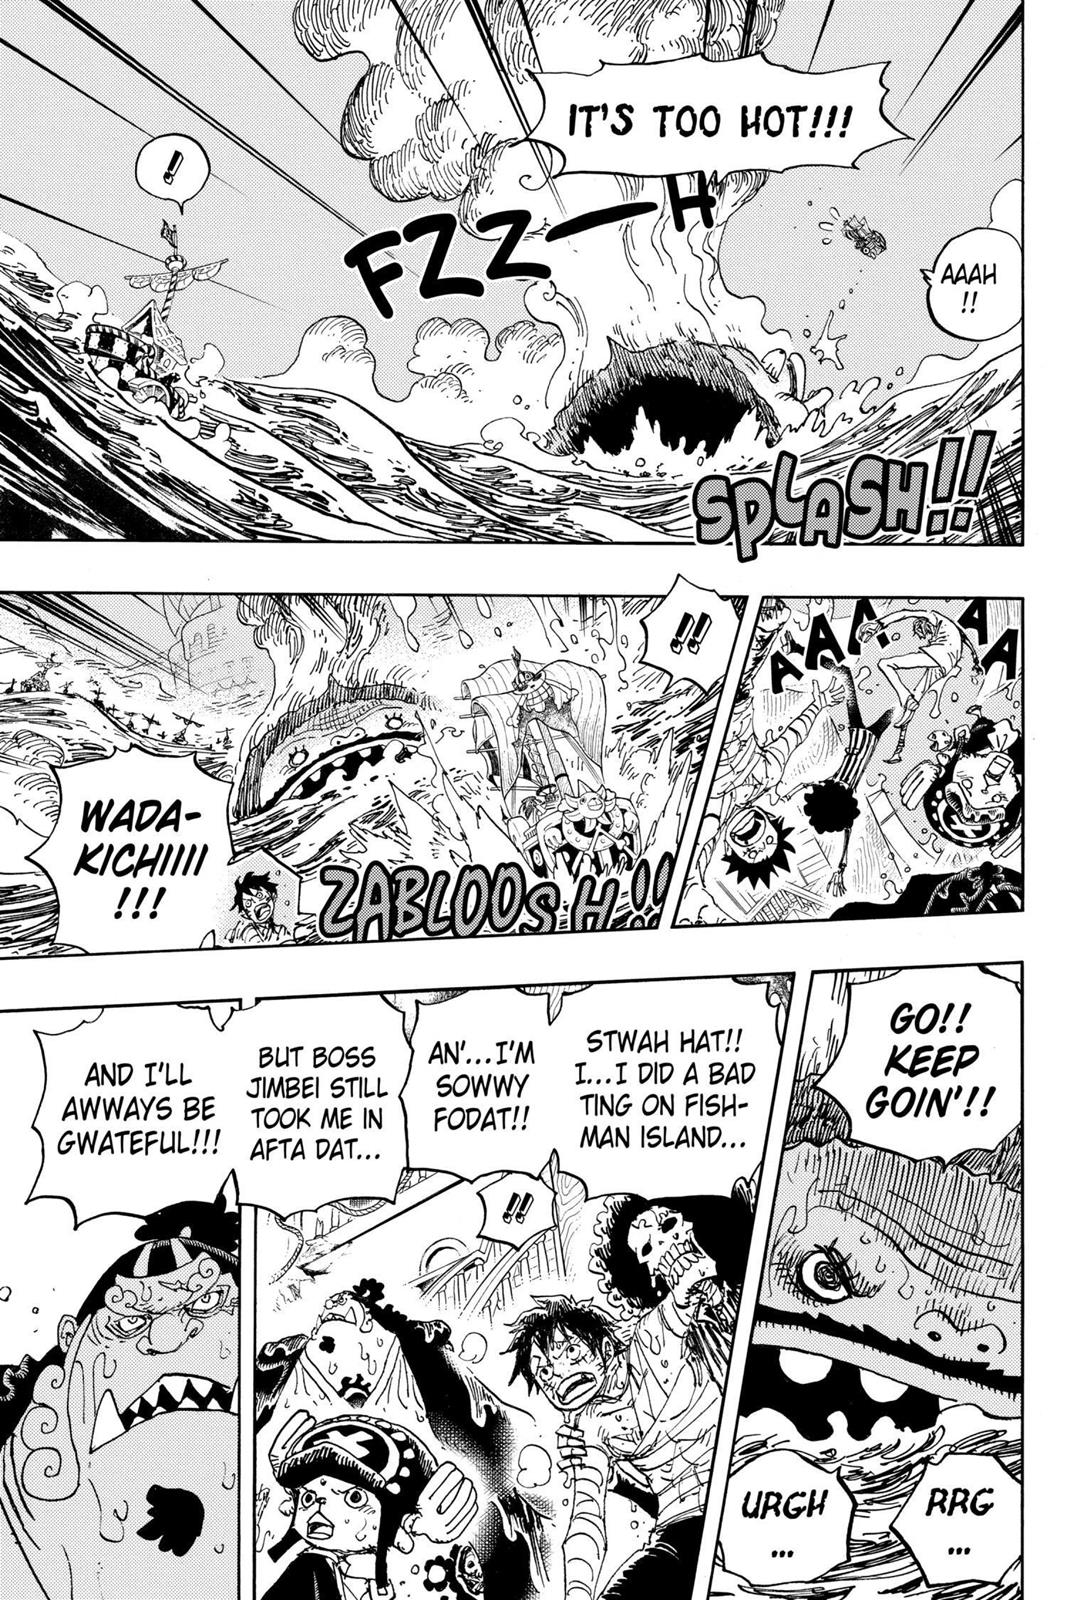 IT'S TOO HOT!!!
!
FZZ—H
AAAH
!!
SPLASH!!
AAAAAA
!!
WADA-
KICHIIII
!!!
ZABLOOSH!!
GO!!
KEEP
GOIN'!!
URGH
...
RRG
...
STWAH HAT!!
I...I DID A BAD
TING ON FISH-
MAN ISLAND...
AN'...I'M
SOWWY
FODAT!!
!!
BUT BOSS
JIMBEI STILL
TOOK ME IN
AFTA DAT...
AND I'LL
AWWAYS BE
GWATEFUL!!!